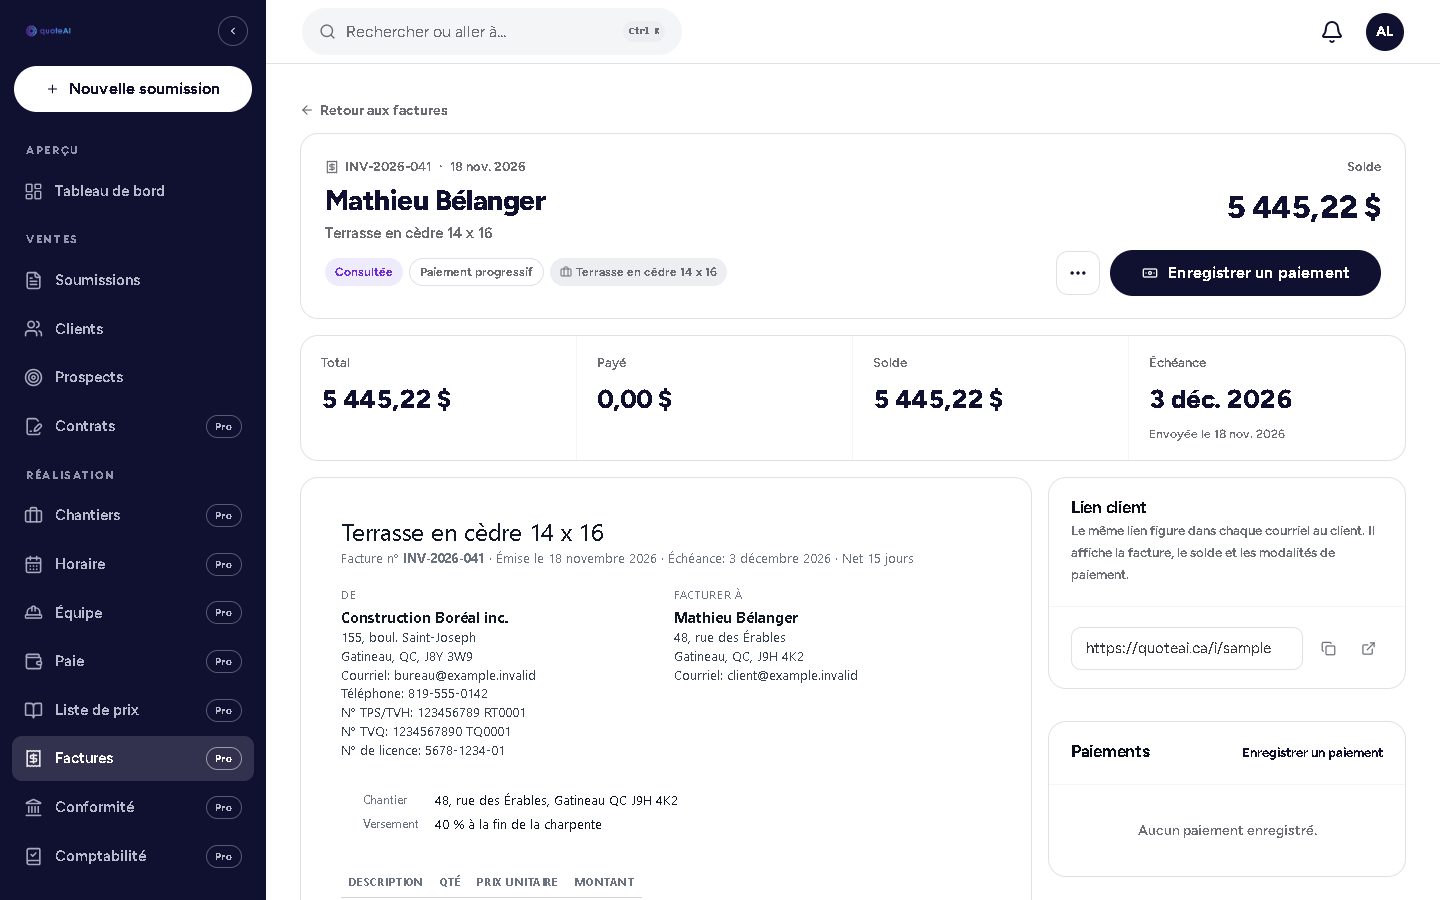 quoteAI
Nouvelle soumission
APERÇU
Tableau de bord
VENTES
Soumissions
Clients
Prospects
Contrats Pro
RÉALISATION
Chantiers Pro
Horaire Pro
Équipe Pro
Paie Pro
Liste de prix Pro
Factures Pro
Conformité Pro
Comptabilité Pro
Rechercher ou aller à... Ctrl K
AL
Retour aux factures
INV-2026-041 · 18 nov. 2026
Mathieu Bélanger
Terrasse en cèdre 14 x 16
Consultée Paiement progressif Terrasse en cèdre 14 x 16
Solde
5 445,22 $
Enregistrer un paiement
Total
5 445,22 $
Payé
0,00 $
Solde
5 445,22 $
Échéance
3 déc. 2026
Envoyée le 18 nov. 2026
Terrasse en cèdre 14 x 16
Facture n° INV-2026-041 · Émise le 18 novembre 2026 · Échéance: 3 décembre 2026 · Net 15 jours
DE
Construction Boréal inc.
155, boul. Saint-Joseph
Gatineau, QC, J8Y 3W9
Courriel: bureau@example.invalid
Téléphone: 819-555-0142
N° TPS/TVH: 123456789 RT0001
N° TVQ: 1234567890 TQ0001
N° de licence: 5678-1234-01
FACTURER À
Mathieu Bélanger
48, rue des Érables
Gatineau, QC, J9H 4K2
Courriel: client@example.invalid
Chantier 48, rue des Érables, Gatineau QC J9H 4K2
Versement 40 % à la fin de la charpente
DESCRIPTION QTÉ PRIX UNITAIRE MONTANT
Lien client
Le même lien figure dans chaque courriel au client. Il
affiche la facture, le solde et les modalités de
paiement.
https://quoteai.ca/i/sample
Paiements Enregistrer un paiement
Aucun paiement enregistré.